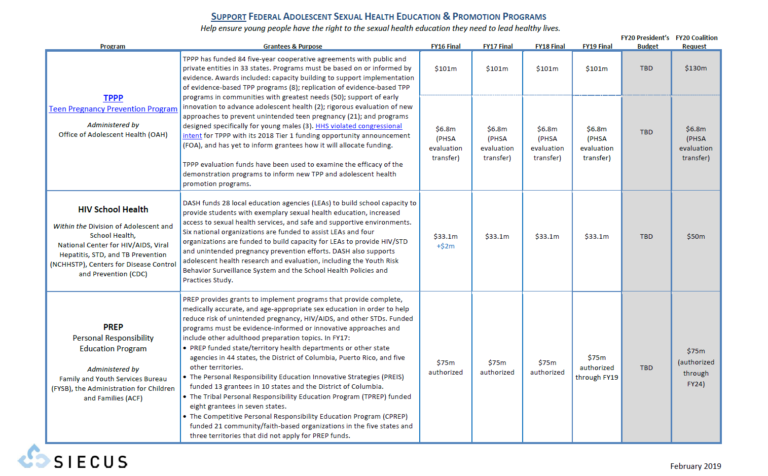 SUPPORT FEDERAL ADOLESCENT SEXUAL HEALTH EDUCATION & PROMOTION PROGRAMS
Help ensure young people have the right to the sexual health education they need to lead healthy lives.
Program
Grantees & Purpose
FY16 Final
FY17 Final
FY18 Final
FY19 Final
FY20 President's
Budget
FY20 Coalition
Request
TPPP
Teen Pregnancy Prevention Program
Administered by
Office of Adolescent Health (OAH)
TPPP has funded 84 five-year cooperative agreements with public and
private entities in 33 states. Programs must be based on or informed by
evidence. Awards included: capacity building to support implementation
of evidence-based TPP programs (8); replication of evidence-based TPP
programs in communities with greatest needs (50); support of early
innovation to advance adolescent health (2); rigorous evaluation of new
approaches to prevent unintended teen pregnancy (21); and programs
designed specifically for young males (3). HHS violated congressional
intent for TPPP with its 2018 Tier 1 funding opportunity announcement
(FOA), and has yet to inform grantees how it will allocate funding.
TPPP evaluation funds have been used to examine the efficacy of the
demonstration programs to inform new TPP and adolescent health
promotion programs.
$101m
$101m
$101m
$101m
TBD
$130m
$6.8m
(PHSA
evaluation
transfer)
$6.8m
(PHSA
evaluation
transfer)
$6.8m
(PHSA
evaluation
transfer)
$6.8m
(PHSA
evaluation
transfer)
TBD
$6.8m
(PHSA
evaluation
transfer)
HIV School Health
Within the Division of Adolescent and
School Health,
National Center for HIV/AIDS, Viral
Hepatitis, STD, and TB Prevention
(NCHHSTP), Centers for Disease Control
and Prevention (CDC)
DASH funds 28 local education agencies (LEAs) to build school capacity to
provide students with exemplary sexual health education, increased
access to sexual health services, and safe and supportive environments.
Six national organizations are funded to assist LEAs and four
organizations are funded to build capacity for LEAs to provide HIV/STD
and unintended pregnancy prevention efforts. DASH also supports
adolescent health research and evaluation, including the Youth Risk
Behavior Surveillance System and the School Health Policies and
Practices Study.
$33.1m
+$2m
$33.1m
$33.1m
$33.1m
TBD
$50m
PREP
Personal Responsibility
Education Program
Administered by
Family and Youth Services Bureau
(FYSB), the Administration for Children
and Families (ACF)
PREP provides grants to implement programs that provide complete,
medically accurate, and age-appropriate sex education in order to help
reduce risk of unintended pregnancy, HIV/AIDS, and other STDs. Funded
programs must be evidence-informed or innovative approaches and
include other adulthood preparation topics. In FY17:
• PREP funded state/territory health departments or other state
agencies in 44 states, the District of Columbia, Puerto Rico, and five
other territories.
• The Personal Responsibility Education Innovative Strategies (PREIS)
funded 13 grantees in 10 states and the District of Columbia.
• The Tribal Personal Responsibility Education Program (TPREP) funded
eight grantees in seven states.
• The Competitive Personal Responsibility Education Program (CPREP)
funded 21 community/faith-based organizations in the five states and
three territories that did not apply for PREP funds.
$75m
authorized
$75m
authorized
$75m
authorized
$75m
authorized
through FY19
TBD
$75m
(authorized
through
FY24)
SIECUS
February 2019